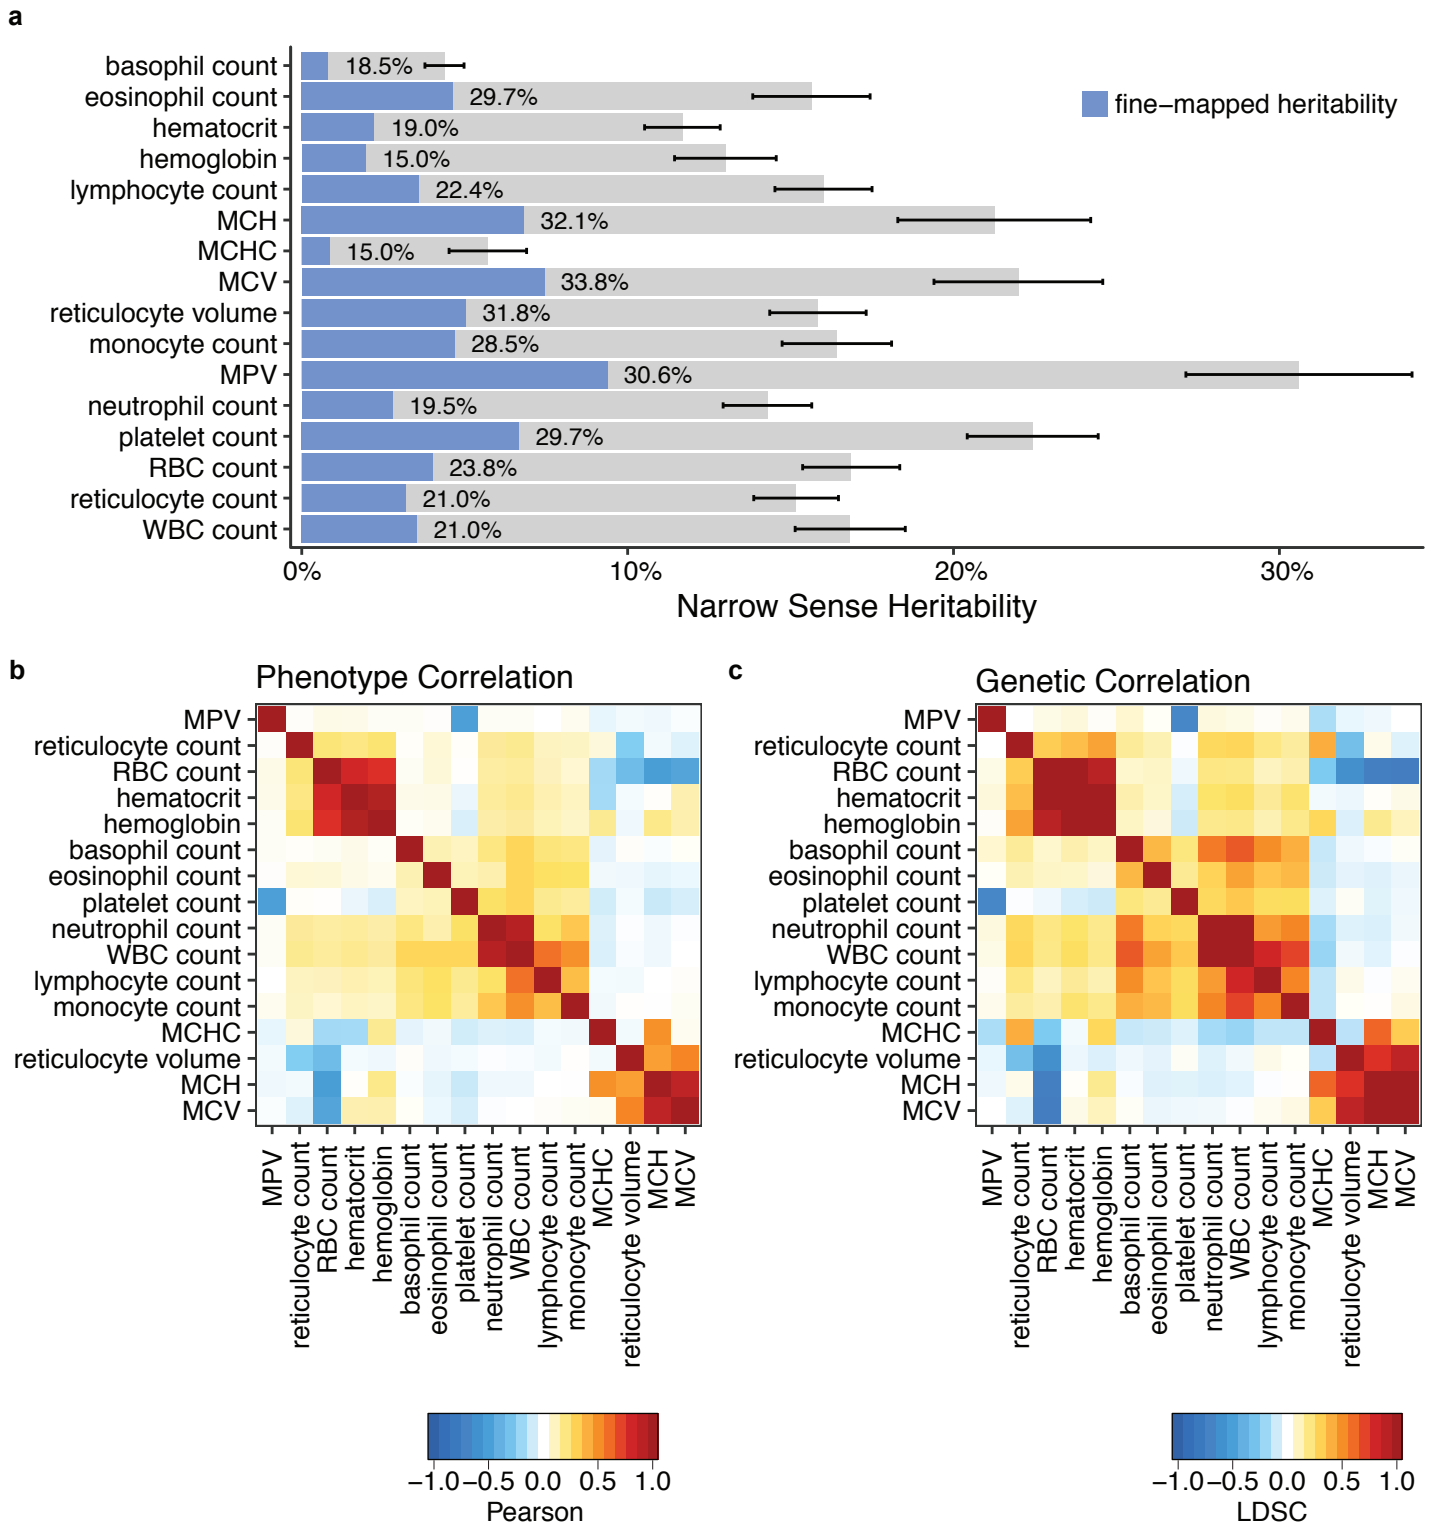 a
basophil count 18.5%
eosinophil count 29.7%
fine−mapped heritability
hematocrit 19.0%
hemoglobin 15.0%
lymphocyte count 22.4%
MCH 32.1%
MCHC 15.0%
MCV 33.8%
reticulocyte volume 31.8%
monocyte count 28.5%
MPV 30.6%
neutrophil count 19.5%
platelet count 29.7%
RBC count 23.8%
reticulocyte count 21.0%
WBC count 21.0%
0% 10% 20% 30%
Narrow Sense Heritability
b
Phenotype Correlation
MPV
reticulocyte count
RBC count
hematocrit
hemoglobin
basophil count
eosinophil count
platelet count
neutrophil count
WBC count
lymphocyte count
monocyte count
MCHC
reticulocyte volume
MCH
MCV
MPV
reticulocyte count
RBC count
hematocrit
hemoglobin
basophil count
eosinophil count
platelet count
neutrophil count
WBC count
lymphocyte count
monocyte count
MCHC
reticulocyte volume
MCH
MCV
−1.0 −0.5 0.0 0.5 1.0
Pearson
c
Genetic Correlation
MPV
reticulocyte count
RBC count
hematocrit
hemoglobin
basophil count
eosinophil count
platelet count
neutrophil count
WBC count
lymphocyte count
monocyte count
MCHC
reticulocyte volume
MCH
MCV
MPV
reticulocyte count
RBC count
hematocrit
hemoglobin
basophil count
eosinophil count
platelet count
neutrophil count
WBC count
lymphocyte count
monocyte count
MCHC
reticulocyte volume
MCH
MCV
−1.0 −0.5 0.0 0.5 1.0
LDSC